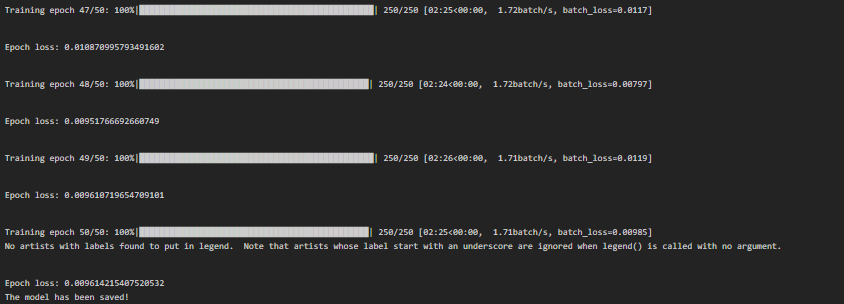 Training epoch 47/50: 100%|██████████| 250/250 [02:25<00:00,  1.72batch/s, batch_loss=0.0117]
Epoch loss: 0.010870995793491602
Training epoch 48/50: 100%|██████████| 250/250 [02:24<00:00,  1.72batch/s, batch_loss=0.00797]
Epoch loss: 0.00951766692660749
Training epoch 49/50: 100%|██████████| 250/250 [02:26<00:00,  1.71batch/s, batch_loss=0.0119]
Epoch loss: 0.009610719654709101
Training epoch 50/50: 100%|██████████| 250/250 [02:25<00:00,  1.71batch/s, batch_loss=0.00985]
No artists with labels found to put in legend.  Note that artists whose label start with an underscore are ignored when legend() is called with no argument.
Epoch loss: 0.009614215407520532
The model has been saved!